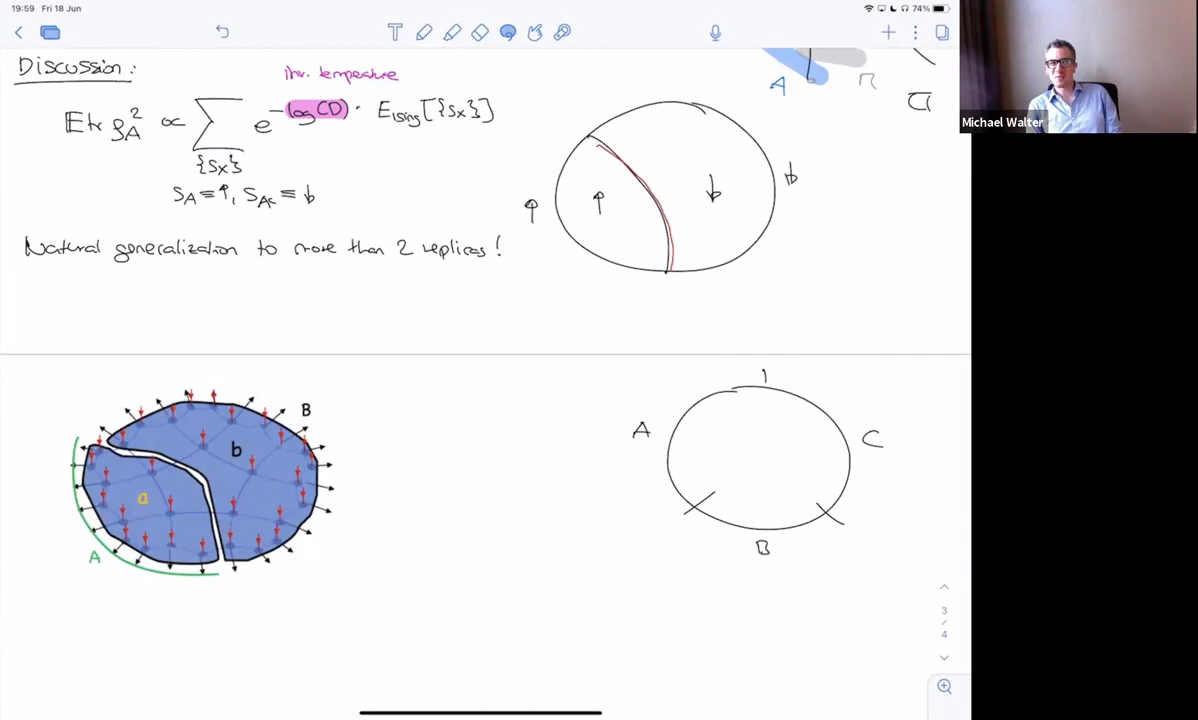 19:59 Fri 18 Jun
74%
Discussion:
inv. temperature
E tr ρ_A^2 ∝ Σ e^{-log(D) · E_Ising[{S_X}]}
{S_X}
S_A ≡ ↑, S_{A^c} ≡ ↓
Natural generalization to more than 2 replicas!
A
↑ ↑ ↓ ↓
Michael Walter
B
b
a
A
A
C
B
3
/
4